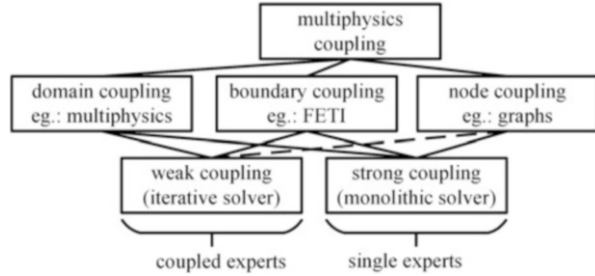 multiphysics
coupling
domain coupling
eg.: multiphysics
boundary coupling
eg.: FETI
node coupling
eg.: graphs
weak coupling
(iterative solver)
strong coupling
(monolithic solver)
coupled experts
single experts